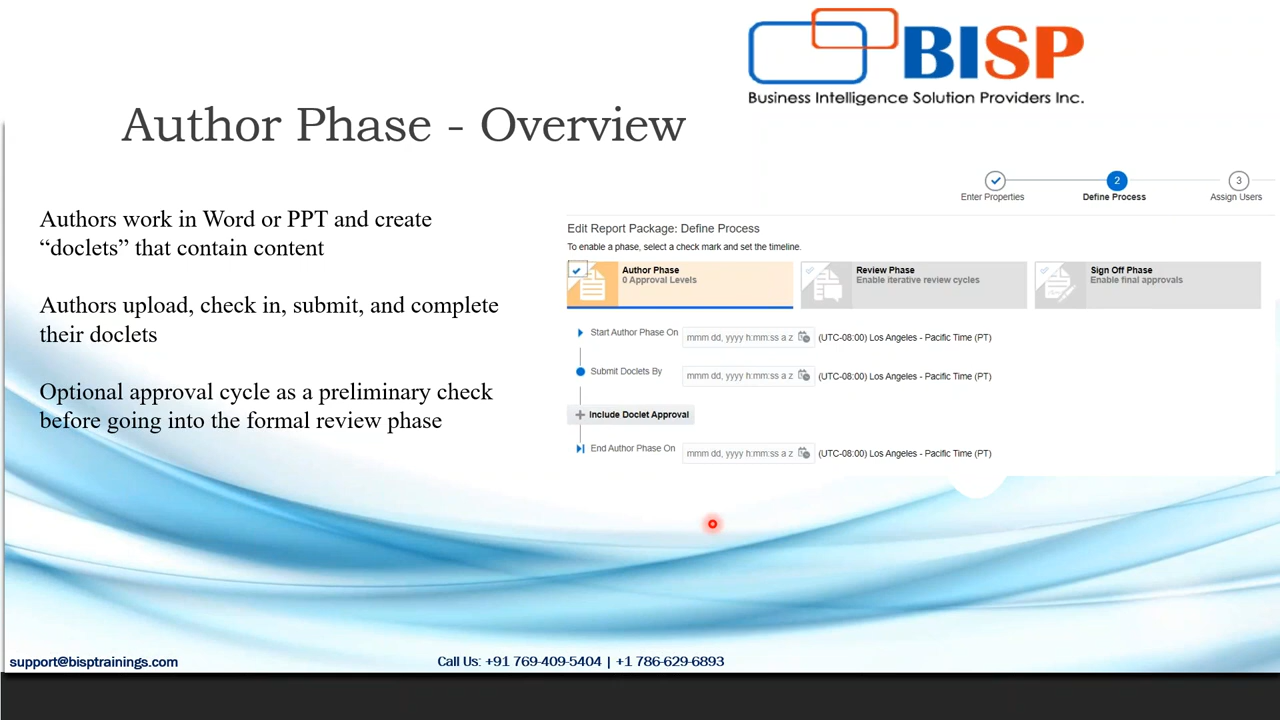 BISP
Business Intelligence Solution Providers Inc.
Author Phase - Overview
Authors work in Word or PPT and create
“doclets” that contain content
Authors upload, check in, submit, and complete
their doclets
Optional approval cycle as a preliminary check
before going into the formal review phase
2
3
Enter Properties
Define Process
Assign Users
Edit Report Package: Define Process
To enable a phase, select a check mark and set the timeline.
Author Phase
0 Approval Levels
Review Phase
Enable iterative review cycles
Sign Off Phase
Enable final approvals
Start Author Phase On mmm dd, yyyy h:mm:ss a z (UTC-08:00) Los Angeles - Pacific Time (PT)
Submit Doclets By mmm dd, yyyy h:mm:ss a z (UTC-08:00) Los Angeles - Pacific Time (PT)
Include Doclet Approval
End Author Phase On mmm dd, yyyy h:mm:ss a z (UTC-08:00) Los Angeles - Pacific Time (PT)
support@bisptrainings.com
Call Us: +91 769-409-5404 | +1 786-629-6893